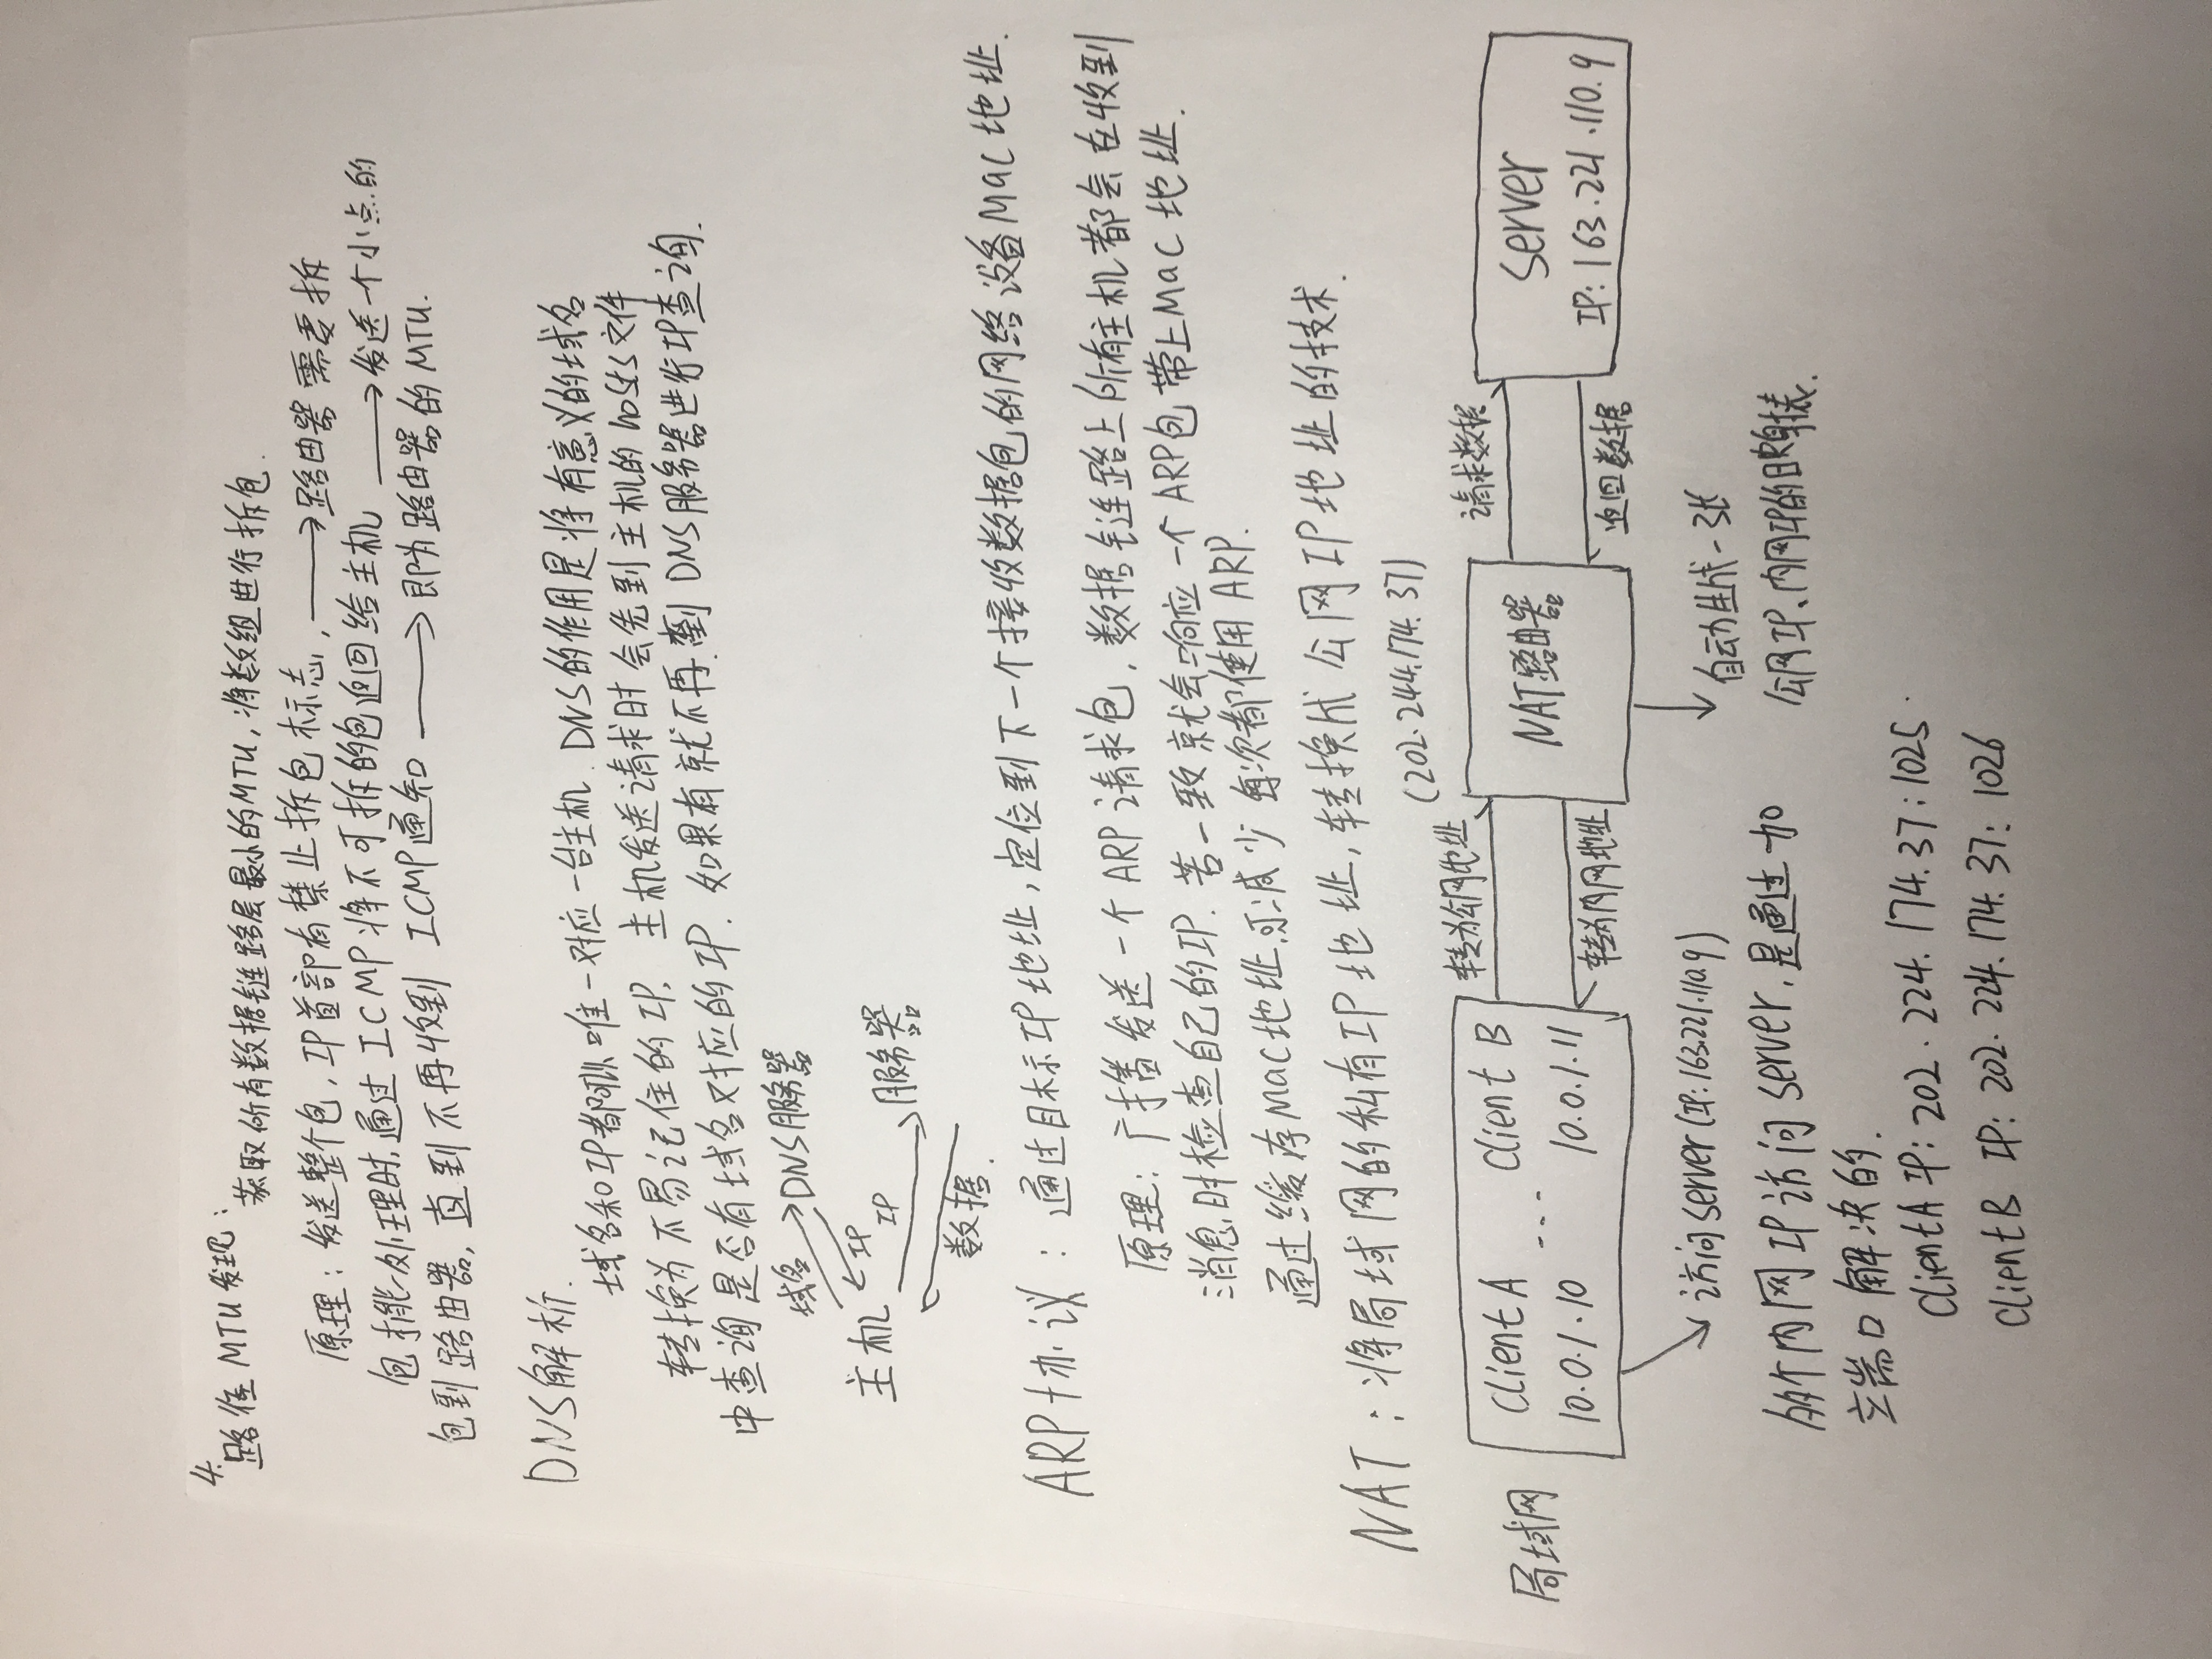 4.
路径 MTU 发现：获取所有数据链路层最小的MTU，将数组进行拆包.
原理：发送整个包，IP首部有禁止拆包标志，——→路由器需要拆
包才能处理时，通过ICMP将不可拆的包返回给主机 ——→发送一个小点的
包到路由器，直到不再收到 ICMP通知 ——→ 即为路由器的MTU.
DNS解析.
域名和IP都可以唯一对应一台主机. DNS的作用是将有意义的域名
转换为不易记住的IP. 主机发送请求时会先到主机的hosts文件
中查询是否有域名对应的IP. 如果有就不再到DNS服务器进行IP查询.
域名 DNS服务器
主机 IP
IP 服务器
数据.
ARP协议：通过目标IP地址，定位到下一个接收数据包的网络设备Mac地址.
原理：广播发送一个ARP请求包，数据链路上所有主机都会在收到
消息时检查自己的IP. 若一致就会响应一个ARP包带上Mac地址.
通过缓存Mac地址，可减少每次都使用ARP.
NAT：将局域网的私有IP地址，转换成公网IP地址的技术.
(202.244.174.37)
转为公网地址 请求数据
局域网 Client A ... Client B NAT路由器 Server
10.0.1.10 10.0.1.11 IP: 163.221.110.9
转为内网地址 返回数据
访问server(IP:163.221.110.9) 自动生成一张
公网IP、内网IP的映射表.
多个内网IP访问server，是通过加
立端口解决的.
ClientA IP: 202.224.174.37:1025
ClientB IP: 202.224.174.37:1026